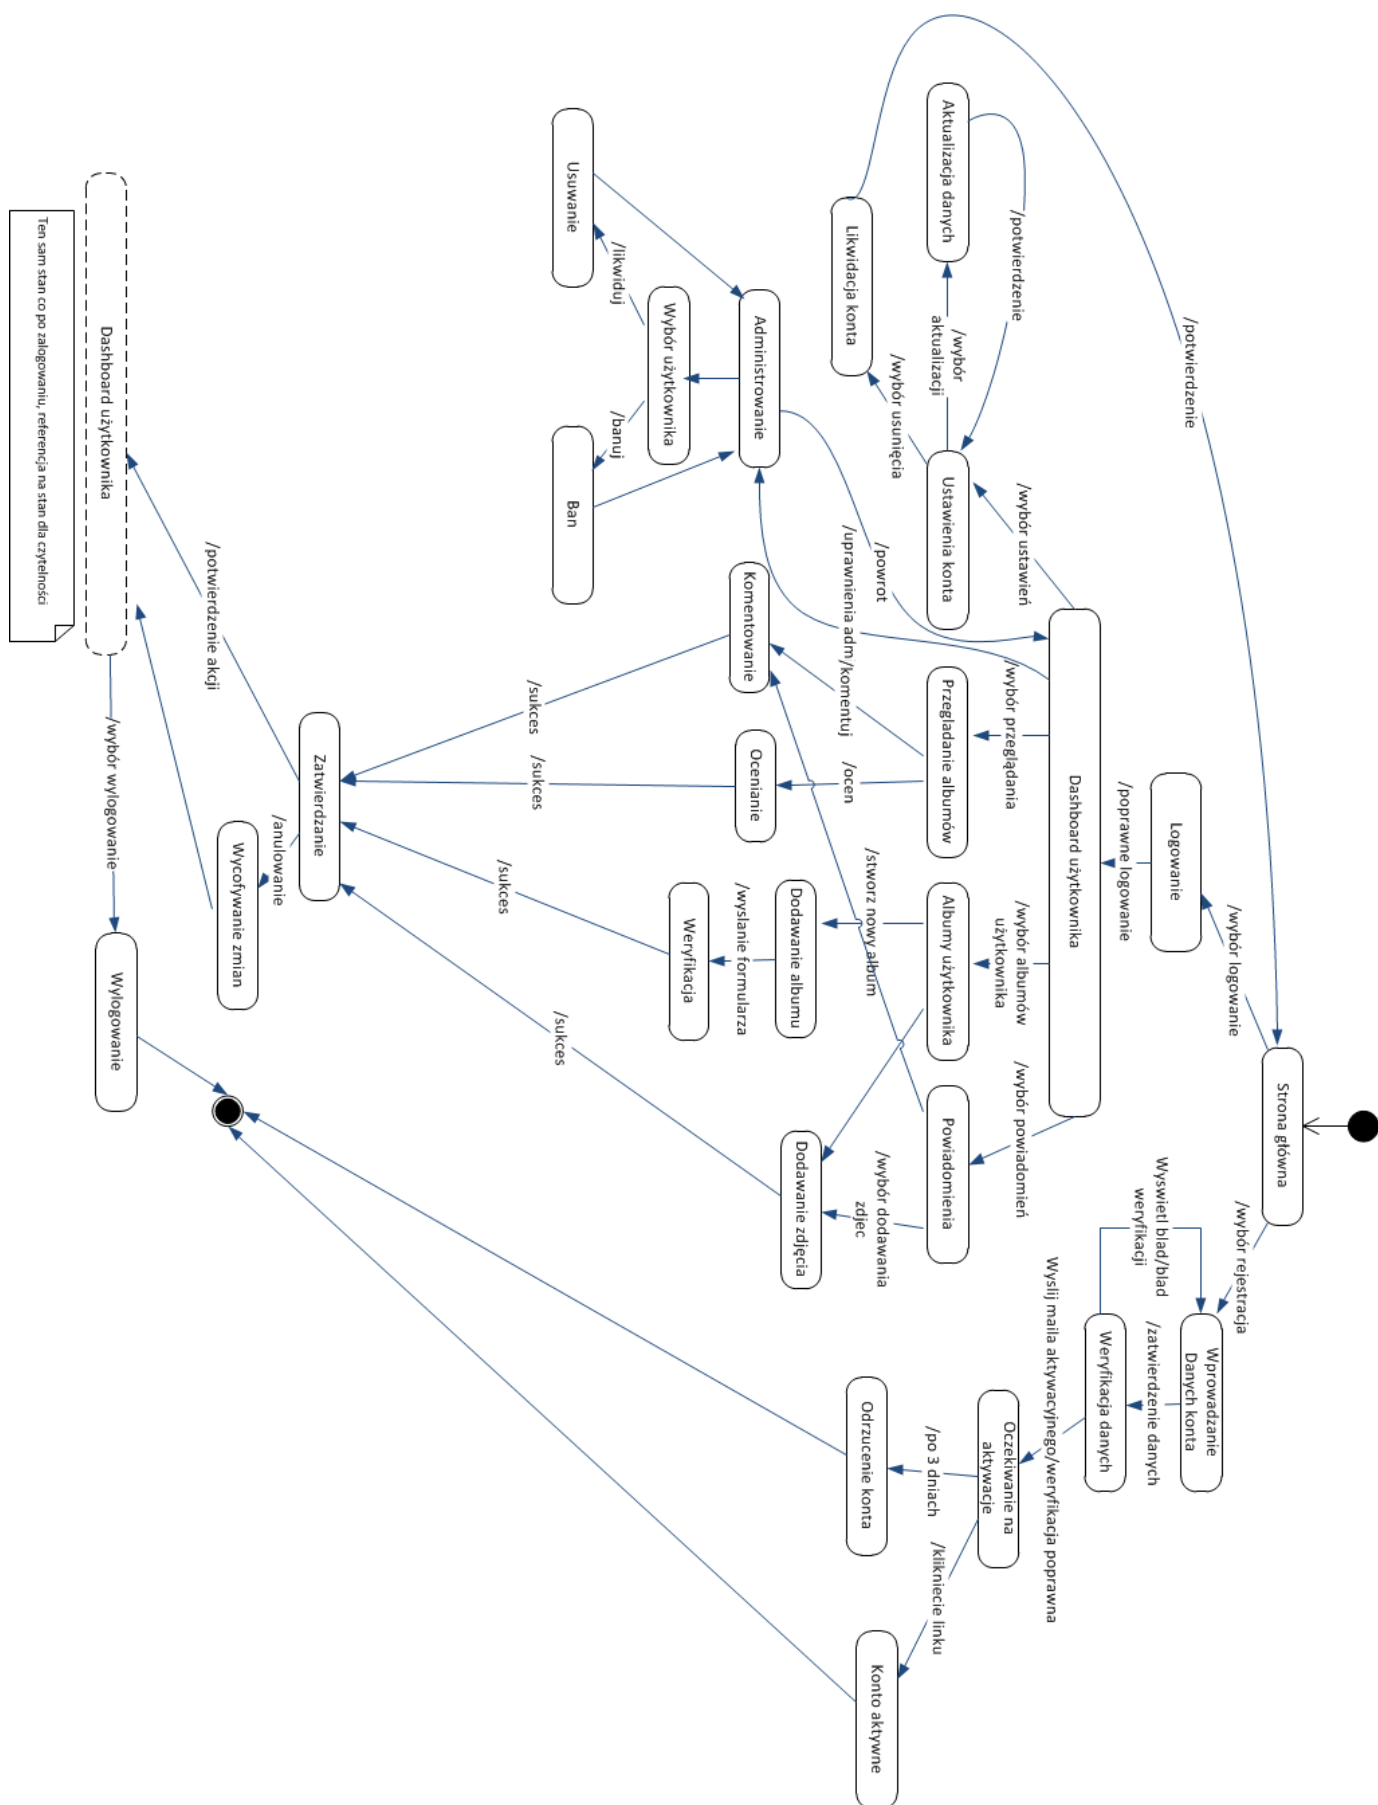 Strona główna
/wybór logowanie
/wybór rejestracja
/potwierdzenie
Logowanie
Wprowadzanie
Danych konta
Wyswietl blad/blad
weryfikacji
/zatwierdzenie danych
/poprawne logowanie
Weryfikacja danych
Dashboard użytkownika
Wyslij maila aktywacyjnego/weryfikacja poprawna
/potwierdzenie
/wybór ustawień
/wybór przeglądania
/wybór albumów
użytkownika
/wybór powiadomień
Oczekiwanie na
aktywacje
Aktualizacja danych
/wybór
aktualizacji
Ustawienia konta
Przegladanie albumów
Albumy użytkownika
Powiadomienia
/po 3 dniach
/klikniecie linku
Likwidacja konta
/wybór usunięcia
/powrot
/uprawnienia adm
/komentuj
/ocen
/stworz nowy album
/wybór dodawania
zdjec
Odrzucenie konta
Konto aktywne
Administrowanie
Komentowanie
Ocenianie
Dodawanie albumu
Dodawanie zdjęcia
/wyslanie formularza
Wybór użytkownika
Weryfikacja
/likwiduj
/banuj
Usuwanie
Ban
/sukces
/sukces
/sukces
/sukces
Zatwierdzanie
/anulowanie
/potwierdzenie akcji
Wycofywanie zmian
Dashboard użytkownika
/wybór wylogowanie
Wylogowanie
Ten sam stan co po zalogowaniu, referencja na stan dla czytelności